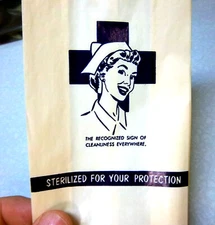 THE RECOGNIZED SIGN OF
CLEANLINESS EVERYWHERE.
STERILIZED FOR YOUR PROTECTION